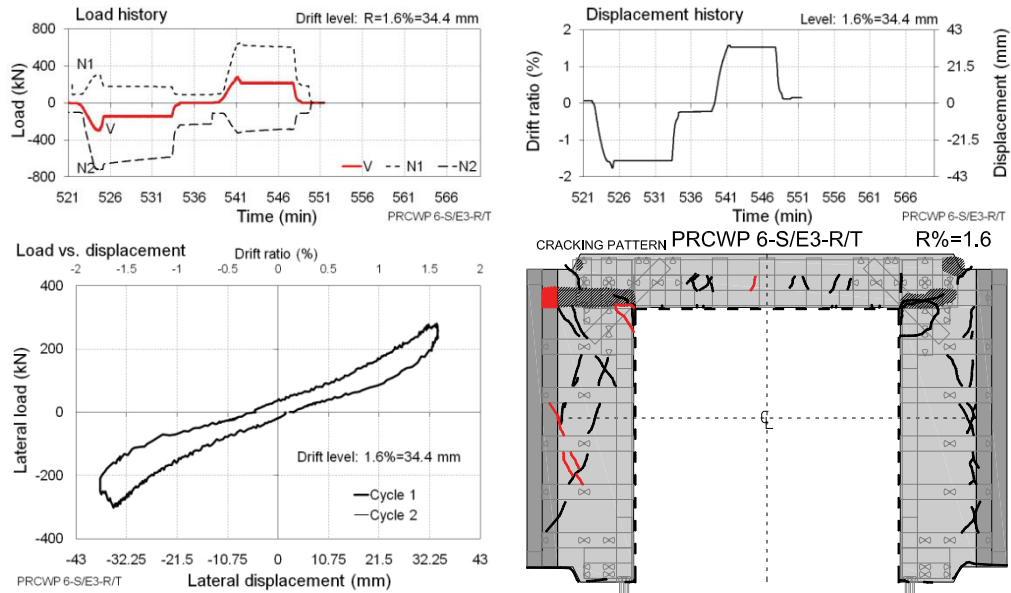 Load history
Drift level: R=1.6%=34.4 mm
Load (kN)
800
400
0
-400
-800
N1
V
N2
V N1 N2
521 526 531 536 541 546 551 556 561 566
Time (min)
PRCWP 6-S/E3-R/T
Displacement history
Level: 1.6%=34.4 mm
Drift ratio (%)
2
1
0
-1
-2
Displacement (mm)
43
21.5
0
-21.5
-43
521 526 531 536 541 546 551 556 561 566
Time (min)
PRCWP 6-S/E3-R/T
Load vs. displacement
Drift ratio (%)
-2 -1.5 -1 -0.5 0 0.5 1 1.5 2
Lateral load (kN)
400
200
0
-200
-400
Drift level: 1.6%=34.4 mm
Cycle 1
Cycle 2
-43 -32.25 -21.5 -10.75 0 10.75 21.5 32.25 43
PRCWP 6-S/E3-R/T
Lateral displacement (mm)
CRACKING PATTERN PRCWP 6-S/E3-R/T R%=1.6
CL